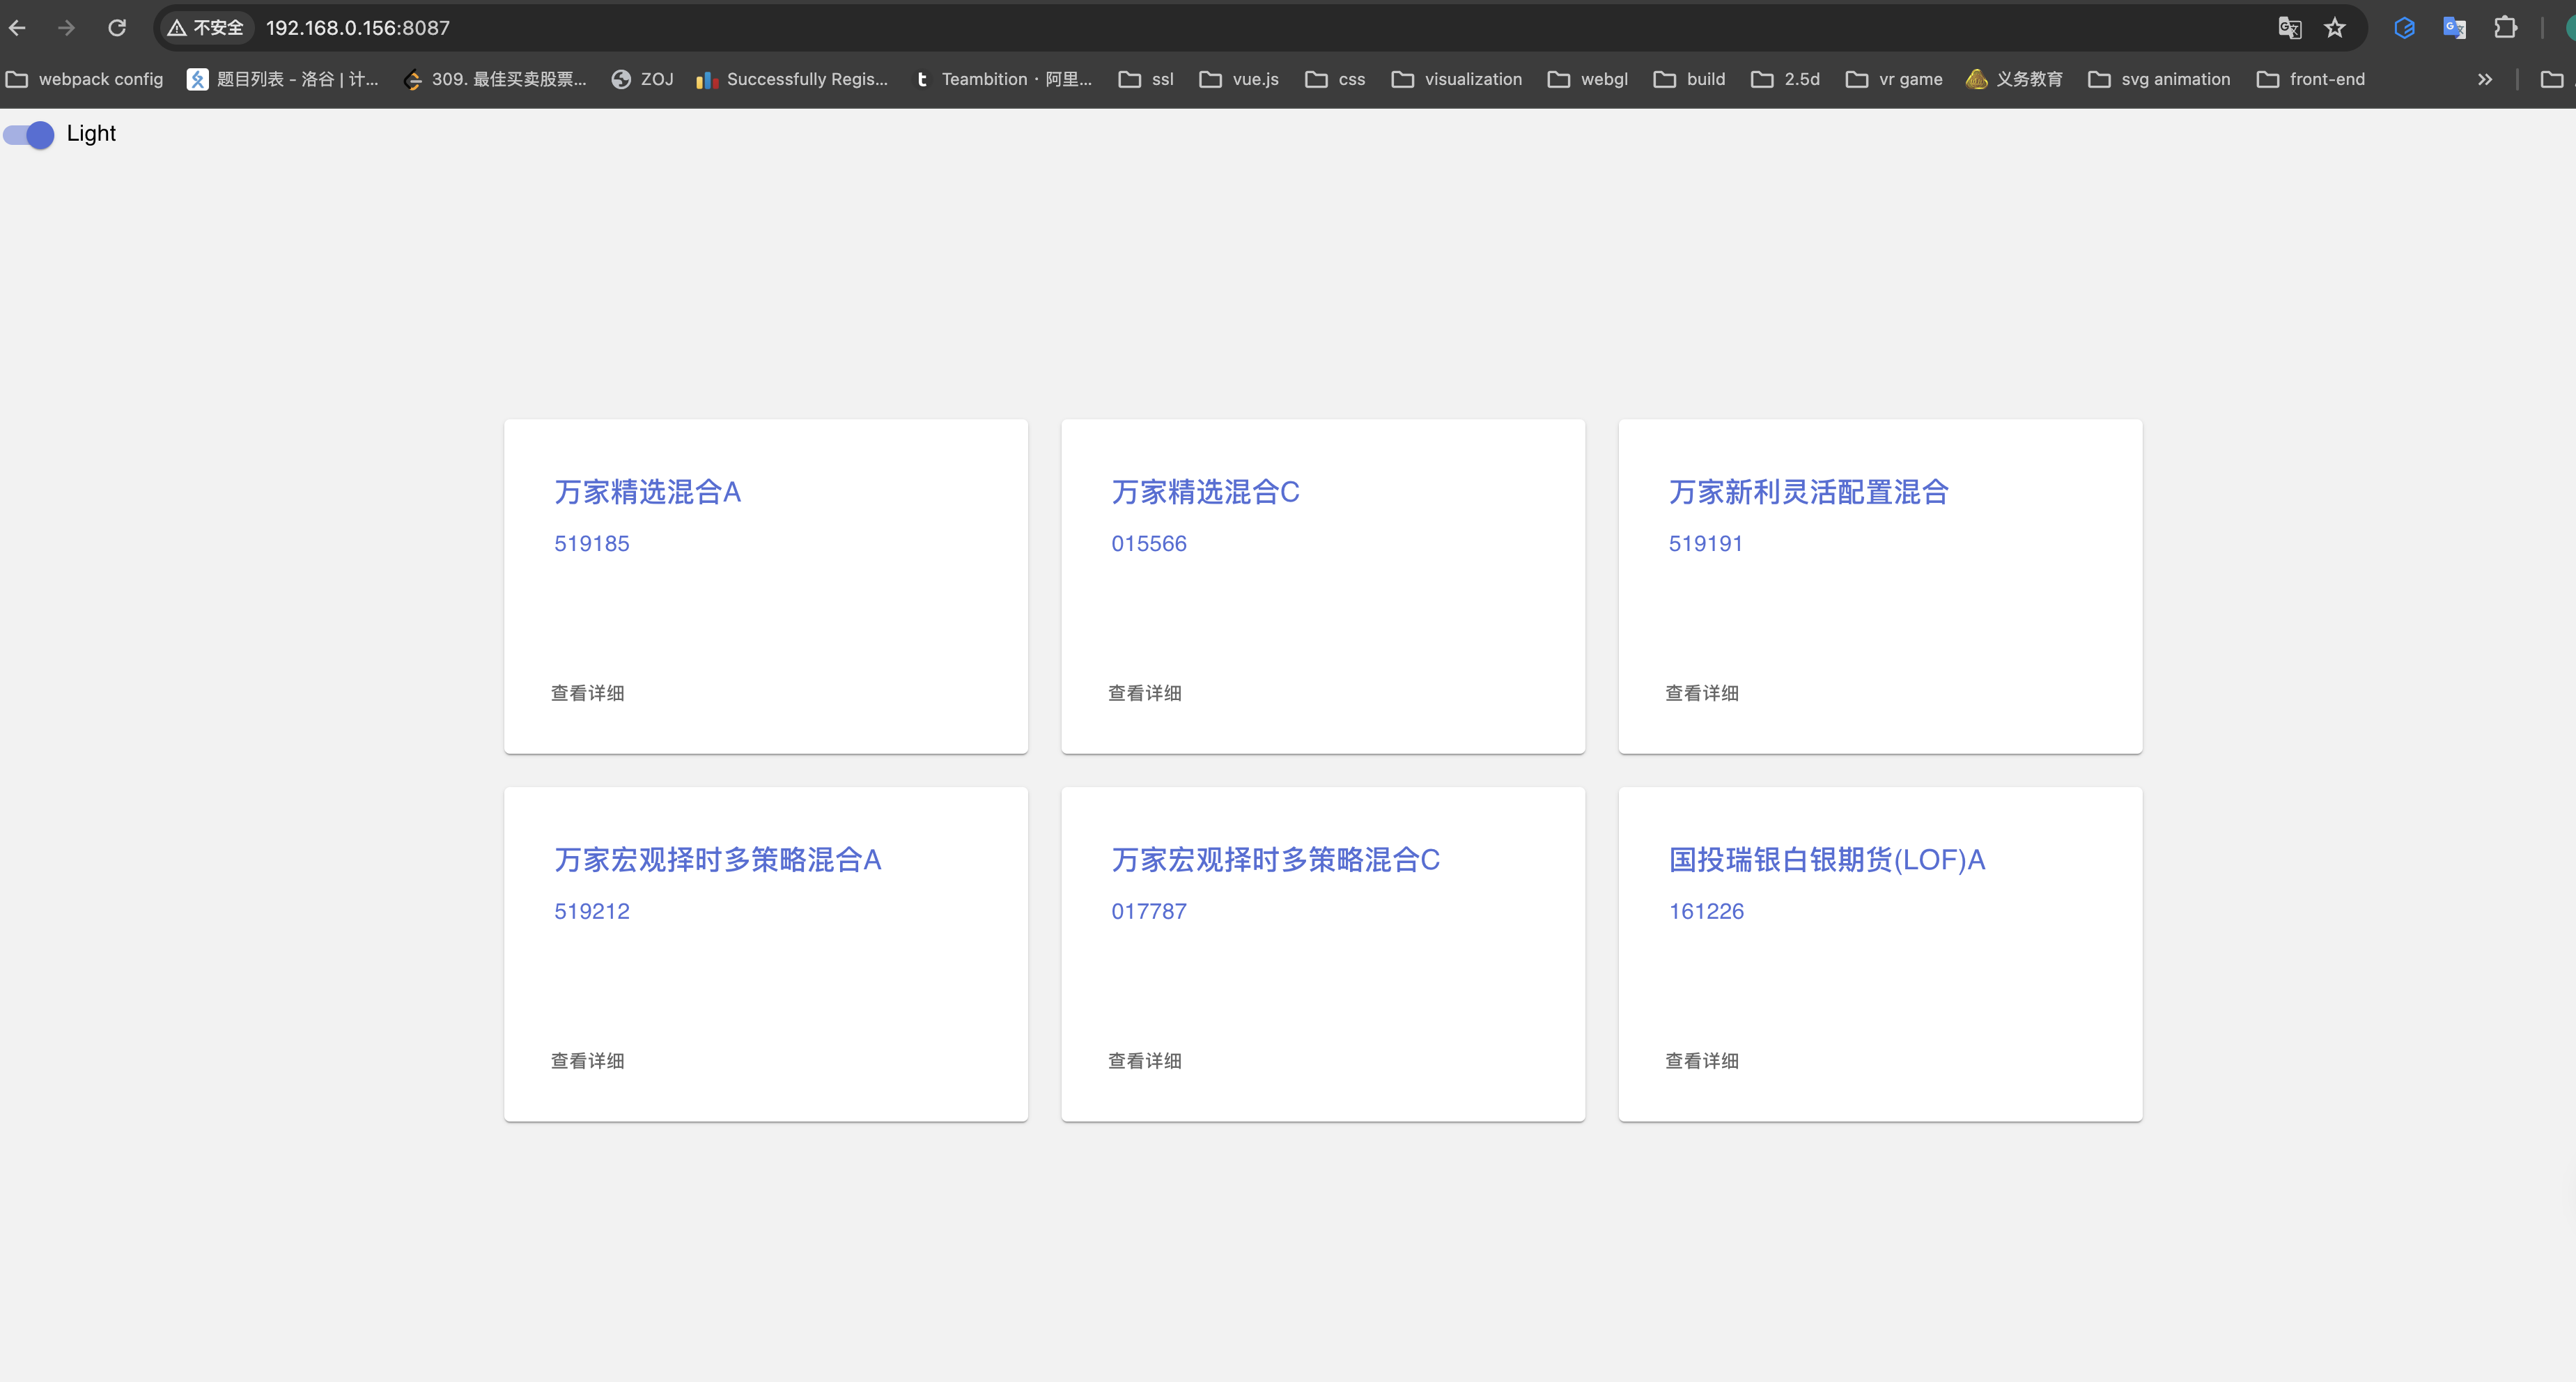 不安全 192.168.0.156:8087
webpack config 题目列表 - 洛谷 | 计... 309. 最佳买卖股票... ZOJ Successfully Regis... Teambition · 阿里... ssl vue.js css visualization webgl build 2.5d vr game 义务教育 svg animation front-end
Light
万家精选混合A
519185
查看详细
万家精选混合C
015566
查看详细
万家新利灵活配置混合
519191
查看详细
万家宏观择时多策略混合A
519212
查看详细
万家宏观择时多策略混合C
017787
查看详细
国投瑞银白银期货(LOF)A
161226
查看详细